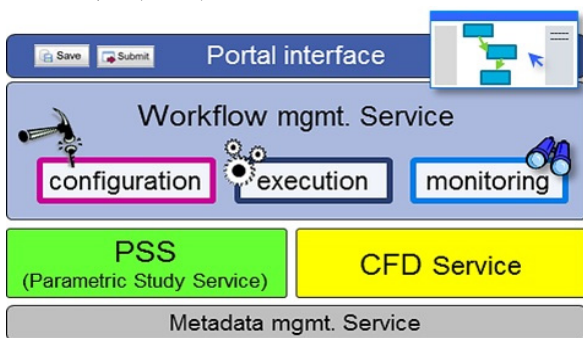 Save Submit Portal interface
Workflow mgmt. Service
configuration execution monitoring
PSS
(Parametric Study Service)
CFD Service
Metadata mgmt. Service